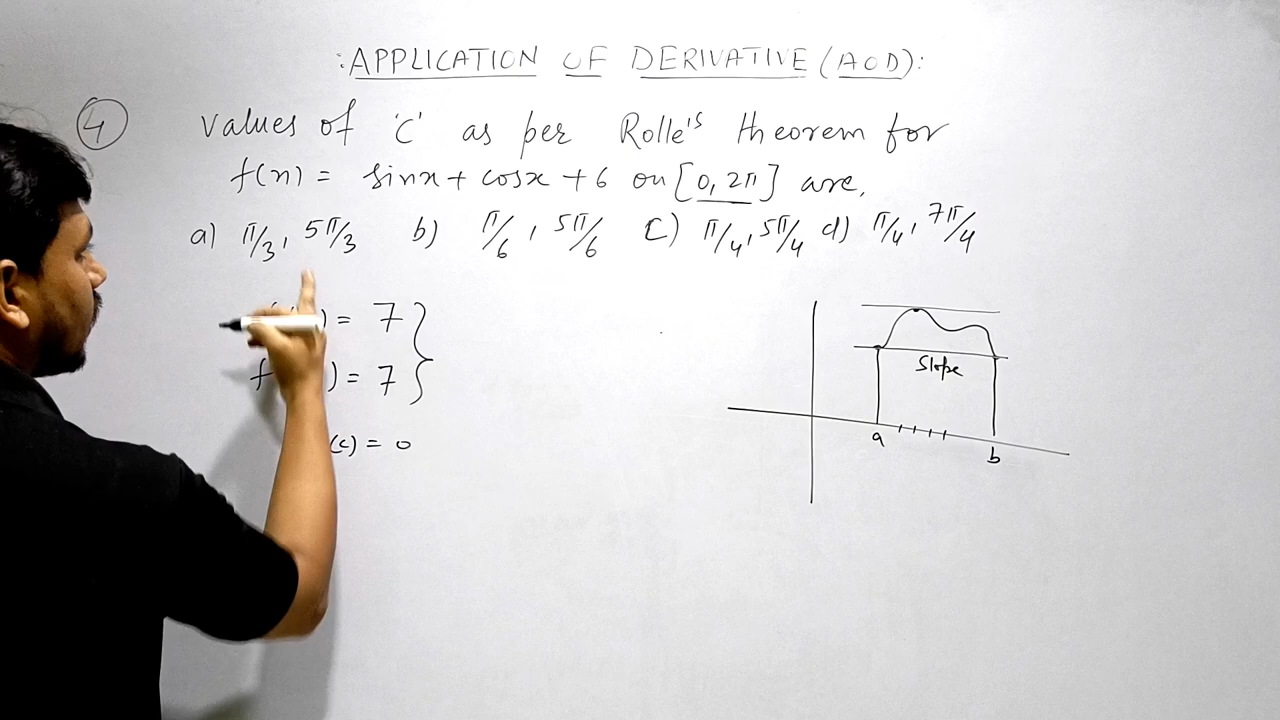 : APPLICATION OF DERIVATIVE (AOD) :
4 values of 'C' as per Rolle's theorem for
f(x) = sinx + cosx + 6 on [0, 2π] are,
a) π/3, 5π/3 b) π/6, 5π/6 C) π/4, 5π/4 d) π/4, 7π/4
) = 7 }
f ) = 7
(c) = 0
Slope
a
b